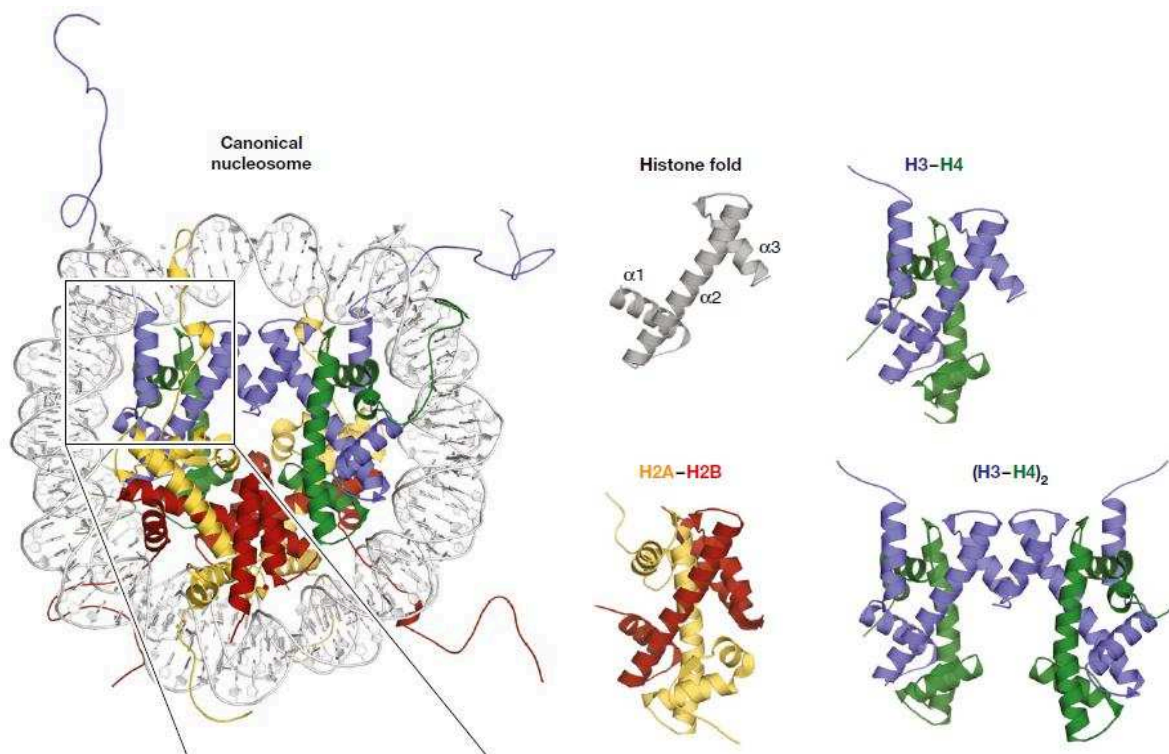 Canonical
nucleosome
Histone fold
α1
α2
α3
H3–H4
H2A–H2B
(H3–H4)2